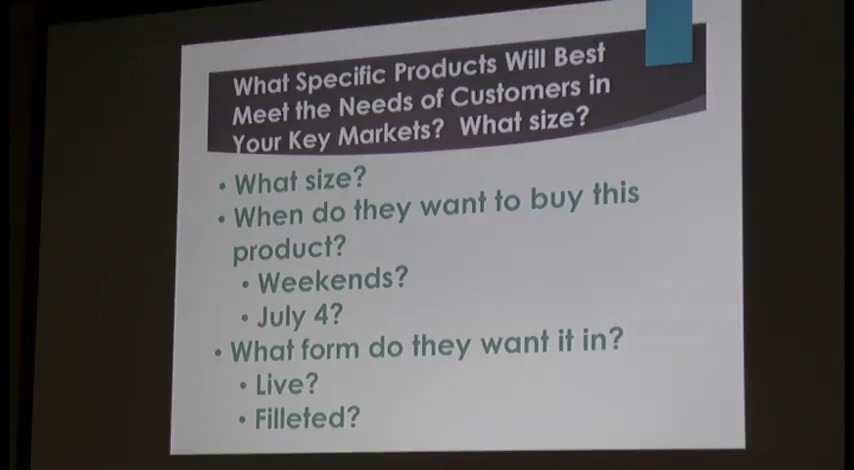 What Specific Products Will Best
Meet the Needs of Customers in
Your Key Markets? What size?
• What size?
• When do they want to buy this
product?
• Weekends?
• July 4?
• What form do they want it in?
• Live?
• Filleted?